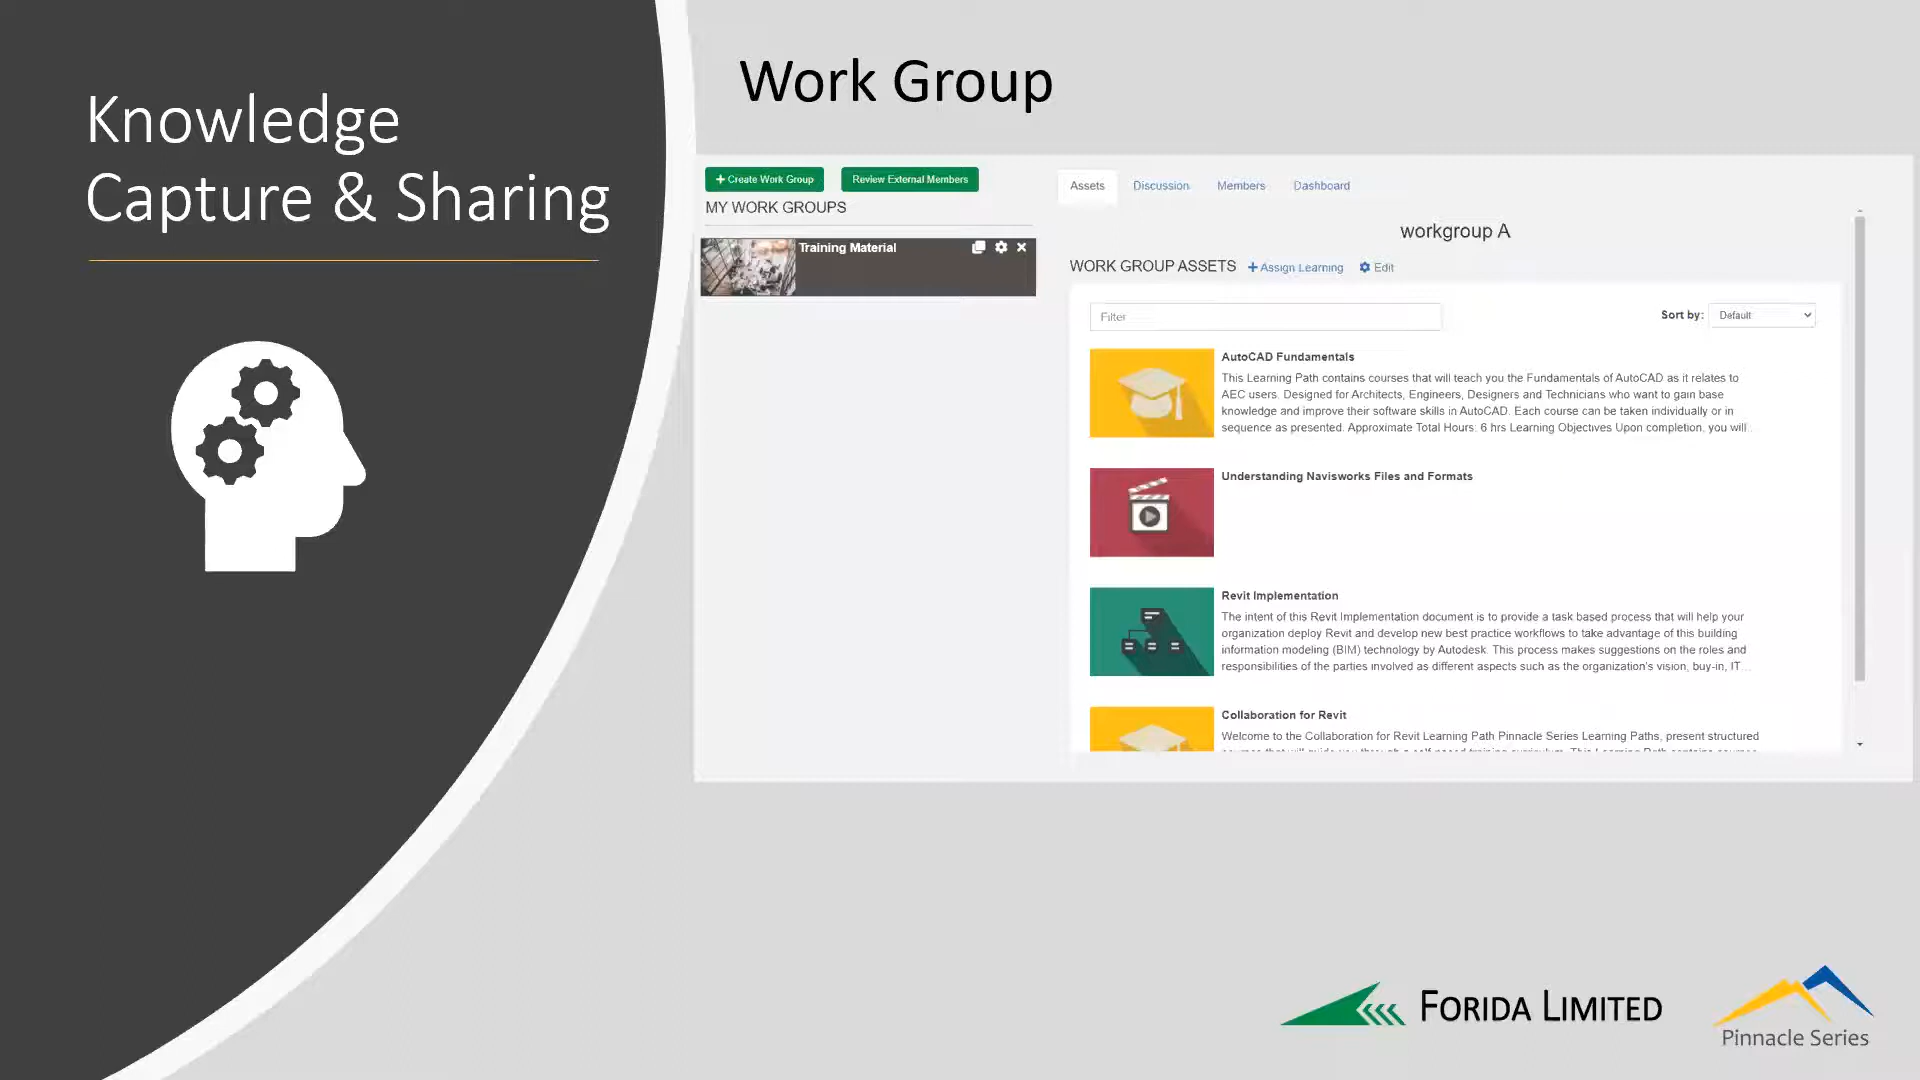 Knowledge
Capture & Sharing
Work Group
+ Create Work Group
Review External Members
MY WORK GROUPS
Training Material
Assets
Discussion
Members
Dashboard
workgroup A
WORK GROUP ASSETS
+ Assign Learning
Edit
Filter
Sort by:
Default
AutoCAD Fundamentals
This Learning Path contains courses that will teach you the Fundamentals of AutoCAD as it relates to
AEC users. Designed for Architects, Engineers, Designers and Technicians who want to gain base
knowledge and improve their software skills in AutoCAD. Each course can be taken individually or in
sequence as presented. Approximate Total Hours: 6 hrs Learning Objectives Upon completion, you will...
Understanding Navisworks Files and Formats
Revit Implementation
The intent of this Revit Implementation document is to provide a task based process that will help your
organization deploy Revit and develop new best practice workflows to take advantage of this building
information modeling (BIM) technology by Autodesk. This process makes suggestions on the roles and
responsibilities of the parties involved as different aspects such as the organization's vision, buy-in, IT...
Collaboration for Revit
Welcome to the Collaboration for Revit Learning Path Pinnacle Series Learning Paths, present structured
FORIDA LIMITED
Pinnacle Series